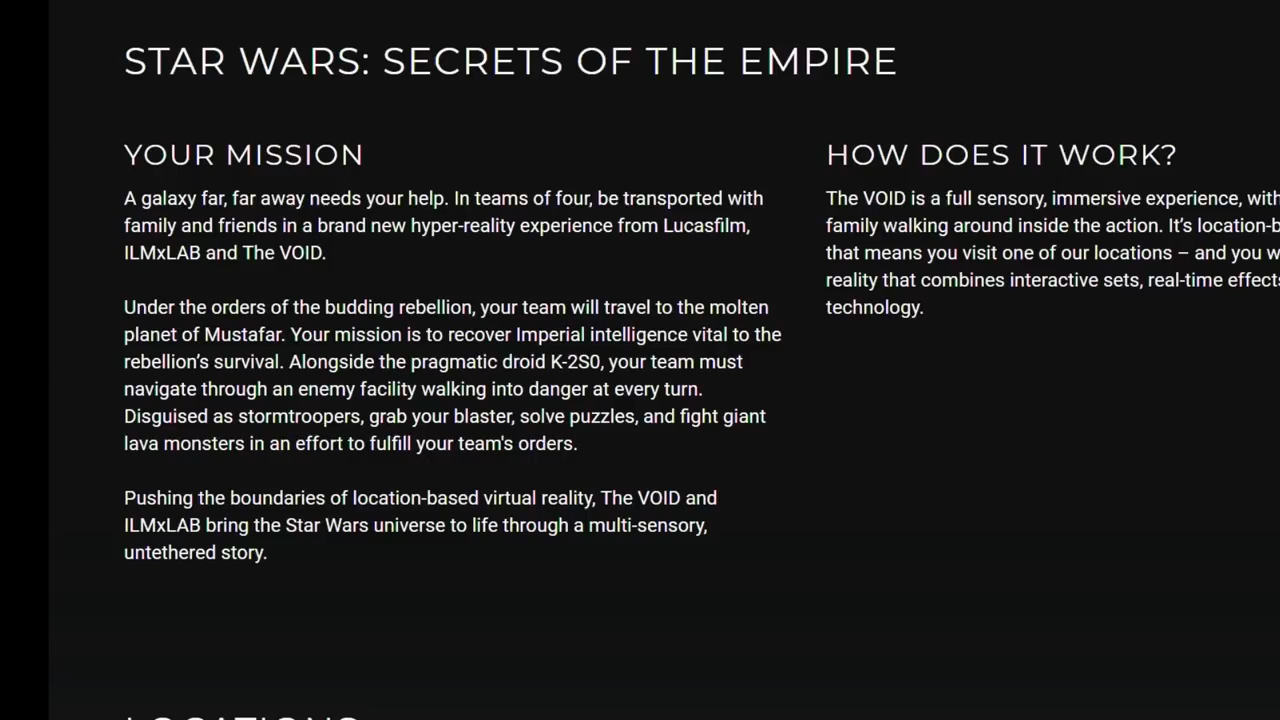 STAR WARS: SECRETS OF THE EMPIRE
YOUR MISSION
A galaxy far, far away needs your help. In teams of four, be transported with
family and friends in a brand new hyper-reality experience from Lucasfilm,
ILMxLAB and The VOID.
Under the orders of the budding rebellion, your team will travel to the molten
planet of Mustafar. Your mission is to recover Imperial intelligence vital to the
rebellion’s survival. Alongside the pragmatic droid K-2S0, your team must
navigate through an enemy facility walking into danger at every turn.
Disguised as stormtroopers, grab your blaster, solve puzzles, and fight giant
lava monsters in an effort to fulfill your team's orders.
Pushing the boundaries of location-based virtual reality, The VOID and
ILMxLAB bring the Star Wars universe to life through a multi-sensory,
untethered story.
HOW DOES IT WORK?
The VOID is a full sensory, immersive experience, with
family walking around inside the action. It’s
that means you visit one of our locations – and you
reality that combines interactive sets, real-time effects
technology.
LOCATIONS